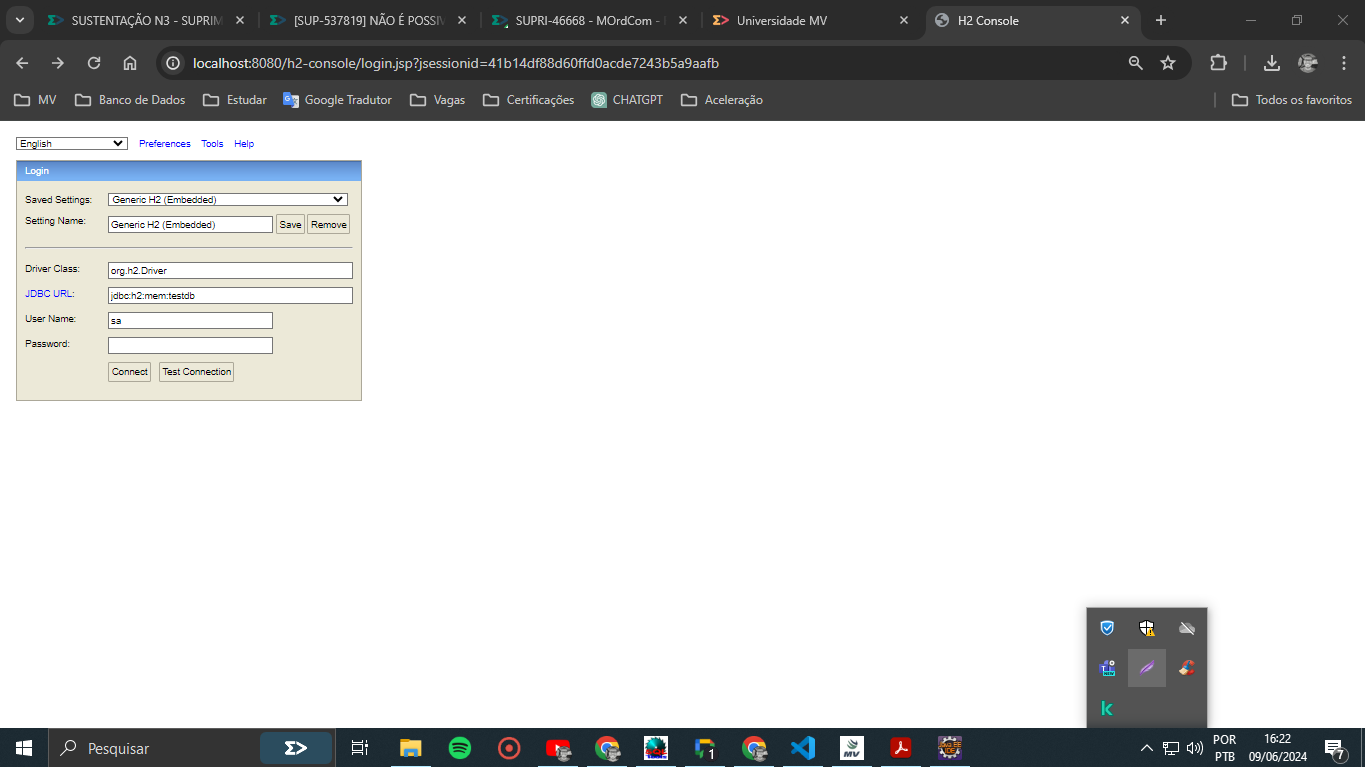 SUSTENTAÇÃO N3 - SUPRIM
[SUP-537819] NÃO É POSSIV
SUPRI-46668 - MOrdCom -
Universidade MV
H2 Console
localhost:8080/h2-console/login.jsp?jsessionid=41b14df88d60ffd0acde7243b5a9aafb
MV
Banco de Dados
Estudar
Google Tradutor
Vagas
Certificações
CHATGPT
Aceleração
Todos os favoritos
English
Preferences
Tools
Help
Login
Saved Settings:
Generic H2 (Embedded)
Setting Name:
Generic H2 (Embedded)
Save
Remove
Driver Class:
org.h2.Driver
JDBC URL:
jdbc:h2:mem:testdb
User Name:
sa
Password:
Connect
Test Connection
Pesquisar
MV
POR
PTB
16:22
09/06/2024
7